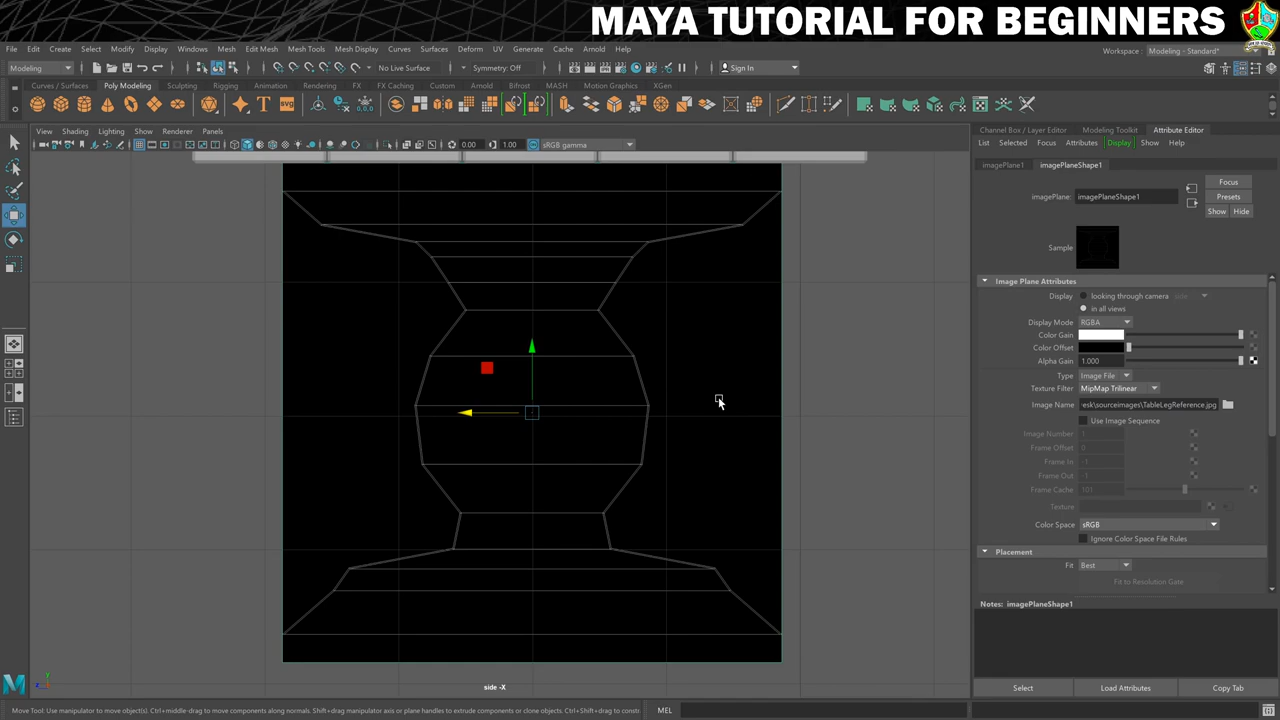 MAYA TUTORIAL FOR BEGINNERS
File Edit Create Select Modify Display Windows Mesh Edit Mesh Mesh Tools Mesh Display Curves Surfaces Deform UV Generate Cache Arnold Help
Workspace : Modeling - Standard*
Modeling No Live Surface Symmetry: Off Sign In
Curves / Surfaces Poly Modeling Sculpting Rigging Animation Rendering FX FX Caching Custom Arnold Bifrost MASH Motion Graphics XGen
SVG
View Shading Lighting Show Renderer Panels
0.00 1.00 sRGB gamma
Channel Box / Layer Editor Modeling Toolkit Attribute Editor
List Selected Focus Attributes Display Show Help
imagePlane1 imagePlaneShape1
Focus
imagePlane: imagePlaneShape1 Presets
Show Hide
Sample
Image Plane Attributes
Display looking through camera side
in all views
Display Mode RGBA
Color Gain
Color Offset
Alpha Gain 1.000
Type Image File
Texture Filter MipMap Trilinear
Image Name esk\sourceimages\TableLegReference.jpg
Use Image Sequence
Image Number 1
Frame Offset 0
Frame In -1
Frame Out -1
Frame Cache 101
Texture
Color Space sRGB
Ignore Color Space File Rules
Placement
Fit Best
Fit to Resolution Gate
Notes: imagePlaneShape1
side -X
Select Load Attributes Copy Tab
Move Tool: Use manipulator to move object(s). Ctrl+middle-drag to move components along normals. Shift+drag manipulator axis or plane handles to extrude components or clone objects. Ctrl+Shift+drag to constr
MEL